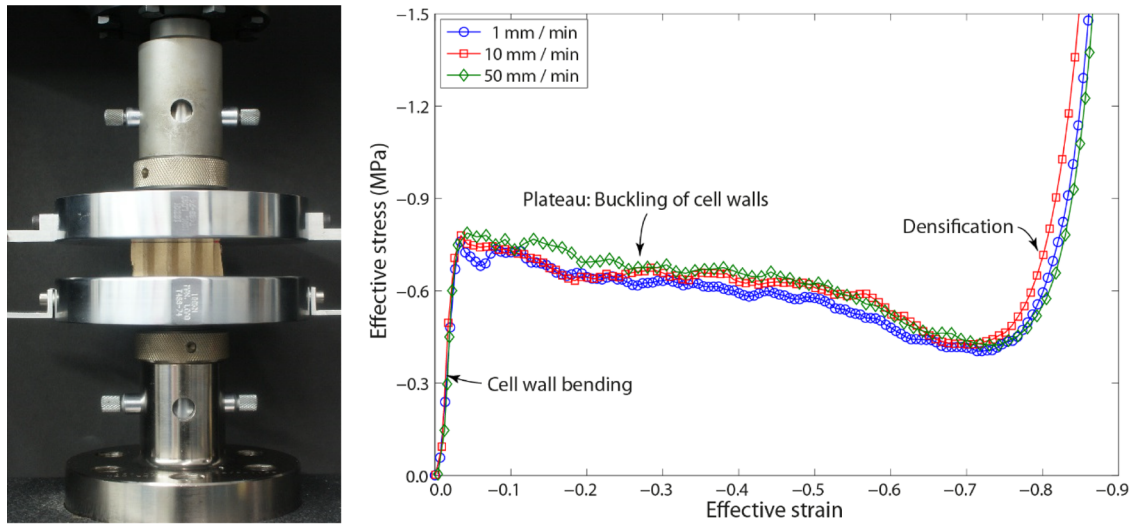 −1.5
1 mm / min
10 mm / min
50 mm / min
−1.2
−0.9
Plateau: Buckling of cell walls
Densification
−0.6
−0.3
Cell wall bending
0.0
Effective stress (MPa)
0.0 −0.1 −0.2 −0.3 −0.4 −0.5 −0.6 −0.7 −0.8 −0.9
Effective strain